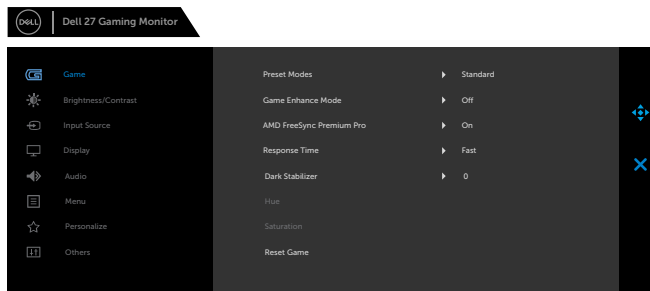 DELL Dell 27 Gaming Monitor
Game Preset Modes Standard
Brightness/Contrast Game Enhance Mode Off
Input Source AMD FreeSync Premium Pro On
Display Response Time Fast
Audio Dark Stabilizer 0
Menu Hue
Personalize Saturation
Others Reset Game